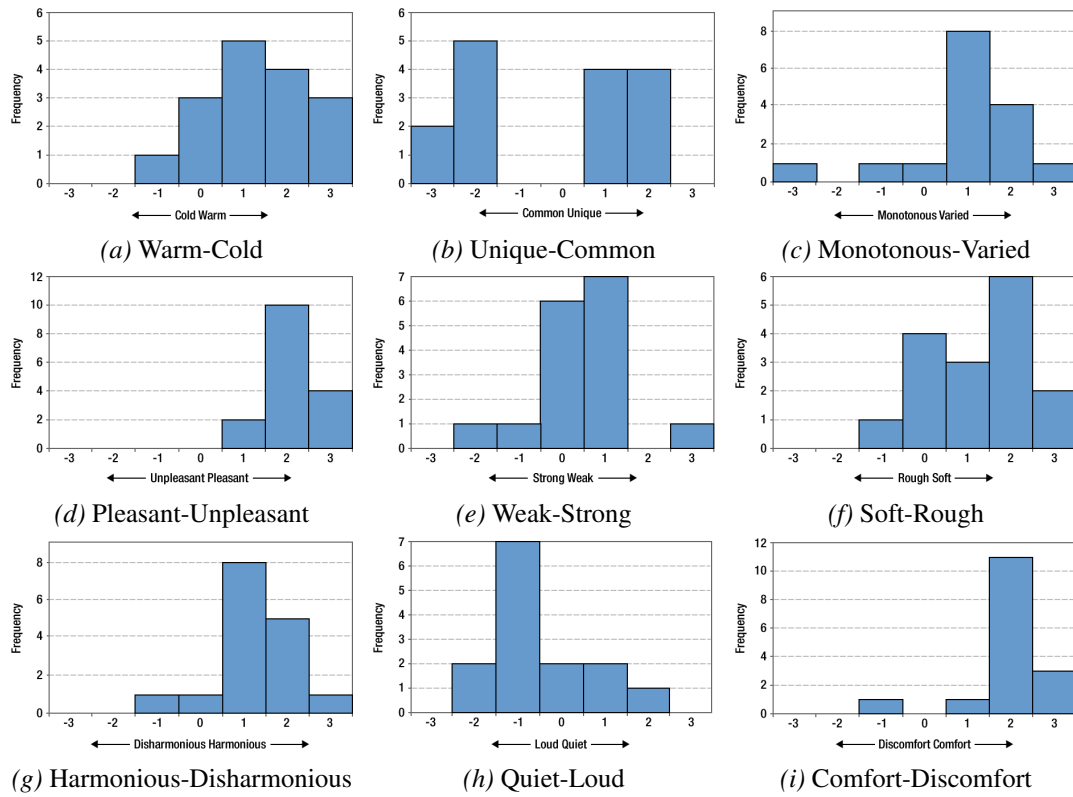 Frequency
6
5
4
3
2
1
0
-3 -2 -1 0 1 2 3
Cold Warm
(a) Warm-Cold
Frequency
6
5
4
3
2
1
0
-3 -2 -1 0 1 2 3
Common Unique
(b) Unique-Common
Frequency
8
6
4
2
0
-3 -2 -1 0 1 2 3
Monotonous Varied
(c) Monotonous-Varied
Frequency
12
10
8
6
4
2
0
-3 -2 -1 0 1 2 3
Unpleasant Pleasant
(d) Pleasant-Unpleasant
Frequency
7
6
5
4
3
2
1
0
-3 -2 -1 0 1 2 3
Strong Weak
(e) Weak-Strong
Frequency
6
5
4
3
2
1
0
-3 -2 -1 0 1 2 3
Rough Soft
(f) Soft-Rough
Frequency
8
6
4
2
0
-3 -2 -1 0 1 2 3
Disharmonious Harmonious
(g) Harmonious-Disharmonious
Frequency
7
6
5
4
3
2
1
0
-3 -2 -1 0 1 2 3
Loud Quiet
(h) Quiet-Loud
Frequency
12
10
8
6
4
2
0
-3 -2 -1 0 1 2 3
Discomfort Comfort
(i) Comfort-Discomfort